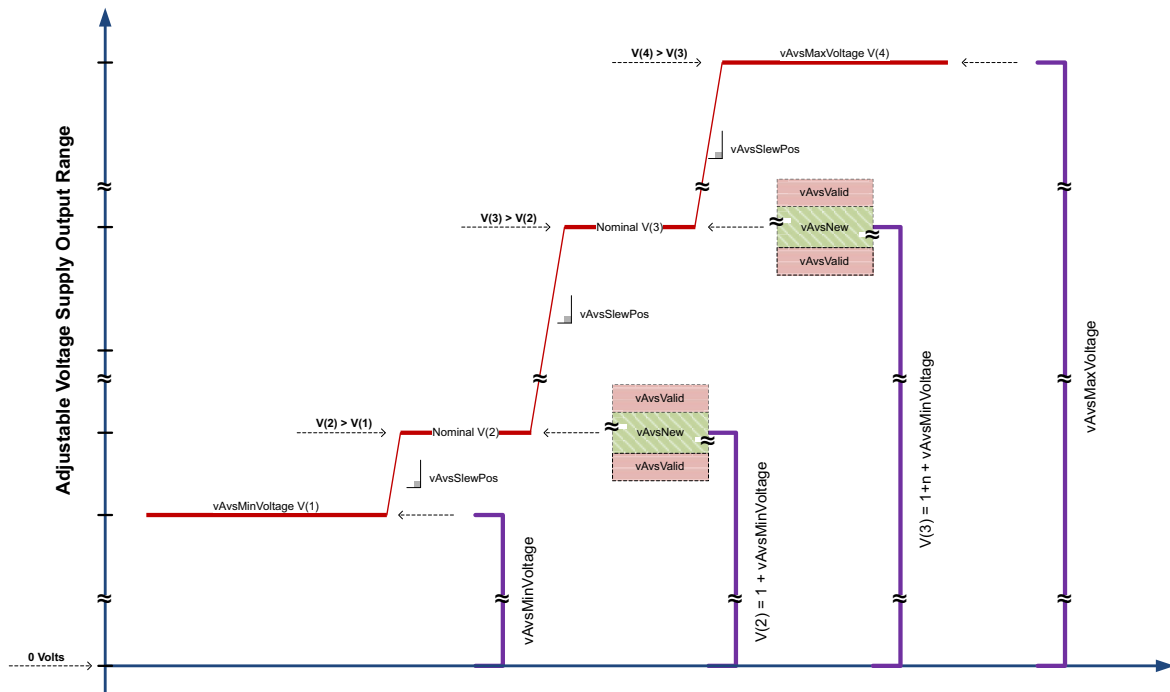 Adjustable Voltage Supply Output Range
V(4) > V(3)
vAvsMaxVoltage V(4)
vAvsSlewPos
vAvsValid
V(3) > V(2)
Nominal V(3)
vAvsNew
vAvsValid
vAvsSlewPos
vAvsValid
V(2) > V(1)
Nominal V(2)
vAvsNew
vAvsValid
vAvsSlewPos
vAvsMinVoltage V(1)
vAvsMinVoltage
V(2) = 1 + vAvsMinVoltage
V(3) = 1+n + vAvsMinVoltage
vAvsMaxVoltage
0 Volts